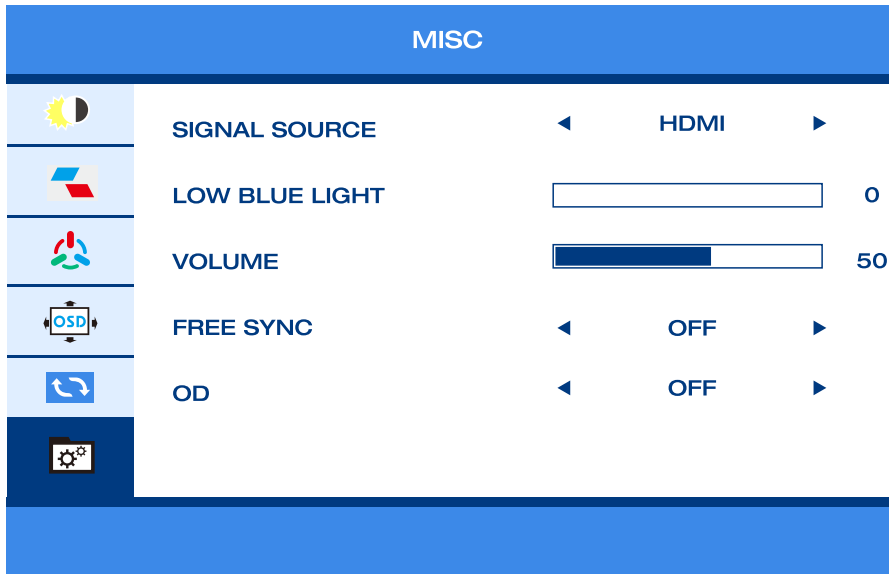 MISC
SIGNAL SOURCE ◀ HDMI ▶
LOW BLUE LIGHT 0
VOLUME 50
FREE SYNC ◀ OFF ▶
OSD
OD ◀ OFF ▶